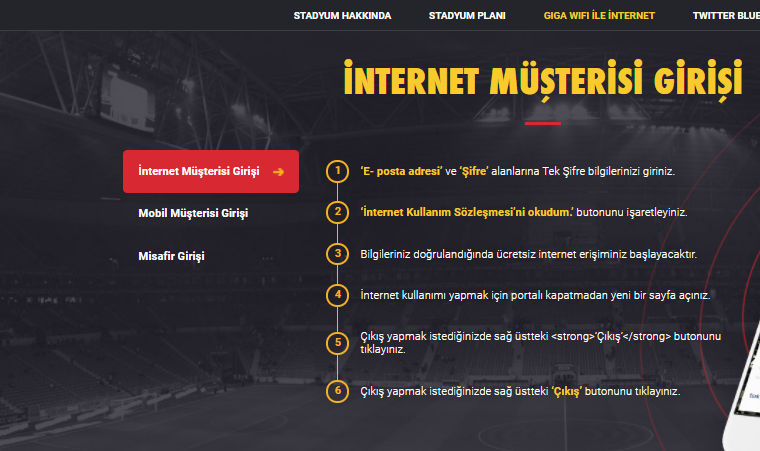 STADYUM HAKKINDA STADYUM PLANI GIGA WIFI İLE İNTERNET TWITTER BLUE
İNTERNET MÜŞTERİSİ GİRİŞİ
İnternet Müşterisi Girişi ➔
Mobil Müşterisi Girişi
Misafir Girişi
1 ‘E- posta adresi’ ve ‘Şifre’ alanlarına Tek Şifre bilgilerinizi giriniz.
2 ‘İnternet Kullanım Sözleşmesi’ni okudum.’ butonunu işaretleyiniz.
3 Bilgileriniz doğrulandığında ücretsiz internet erişiminiz başlayacaktır.
4 İnternet kullanımı yapmak için portalı kapatmadan yeni bir sayfa açınız.
5 Çıkış yapmak istediğinizde sağ üstteki <strong>‘Çıkış’</strong> butonunu
tıklayınız.
6 Çıkış yapmak istediğinizde sağ üstteki ‘Çıkış’ butonunu tıklayınız.